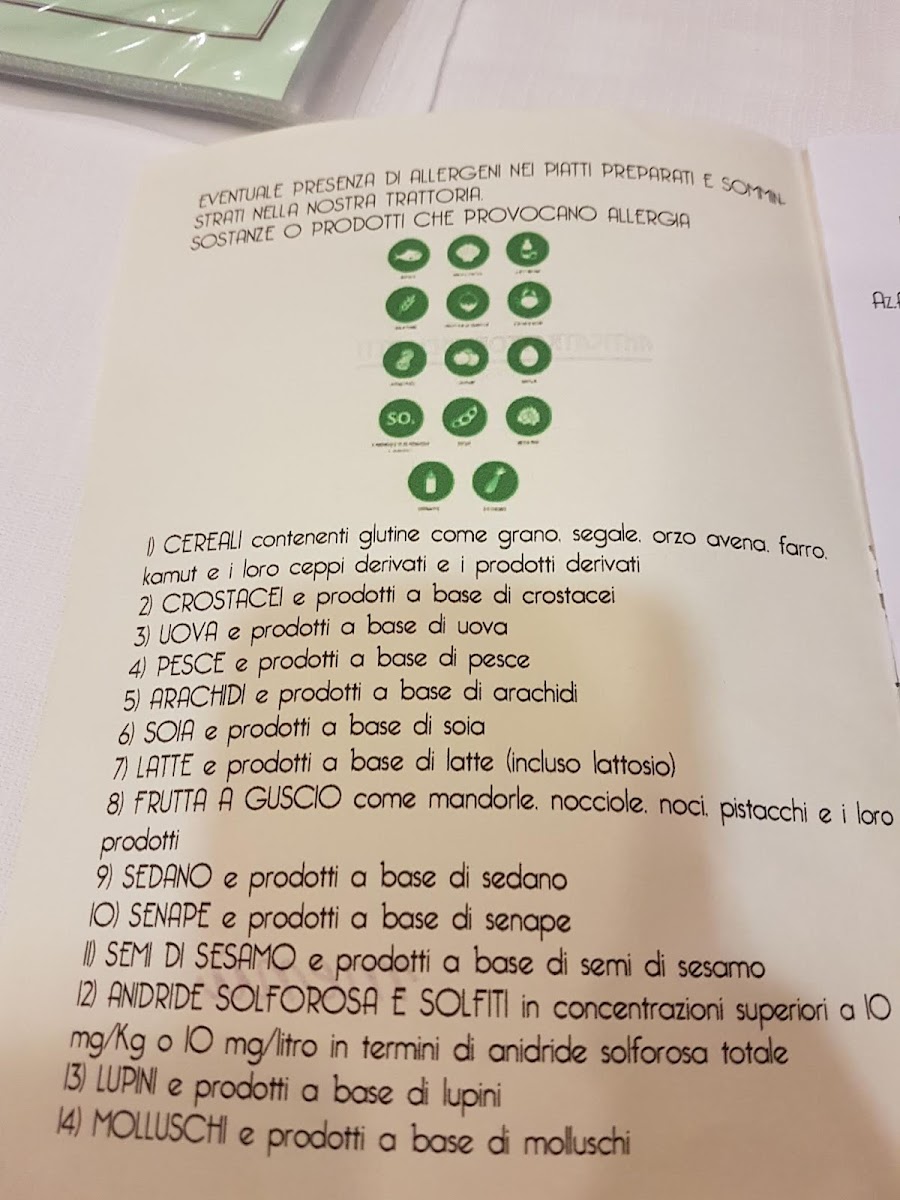 EVENTUALE PRESENZA DI ALLERGENI NEI PIATTI PREPARATI E SOMMIN
STRATI NELLA NOSTRA TRATTORIA.
SOSTANZE O PRODOTTI CHE PROVOCANO ALLERGIA
SO.
1) CEREALI contenenti glutine come grano, segale, orzo avena, farro,
kamut e i loro ceppi derivati e i prodotti derivati
2) CROSTACEI e prodotti a base di crostacei
3) UOVA e prodotti a base di uova
4) PESCE e prodotti a base di pesce
5) ARACHIDI e prodotti a base di arachidi
6) SOIA e prodotti a base di soia
7) LATTE e prodotti a base di latte (incluso lattosio)
8) FRUTTA A GUSCIO come mandorle, nocciole, noci, pistacchi e i loro
prodotti
9) SEDANO e prodotti a base di sedano
10) SENAPE e prodotti a base di senape
11) SEMI DI SESAMO e prodotti a base di semi di sesamo
12) ANIDRIDE SOLFOROSA E SOLFITI in concentrazioni superiori a 10
mg/Kg o 10 mg/litro in termini di anidride solforosa totale
13) LUPINI e prodotti a base di lupini
14) MOLLUSCHI e prodotti a base di molluschi